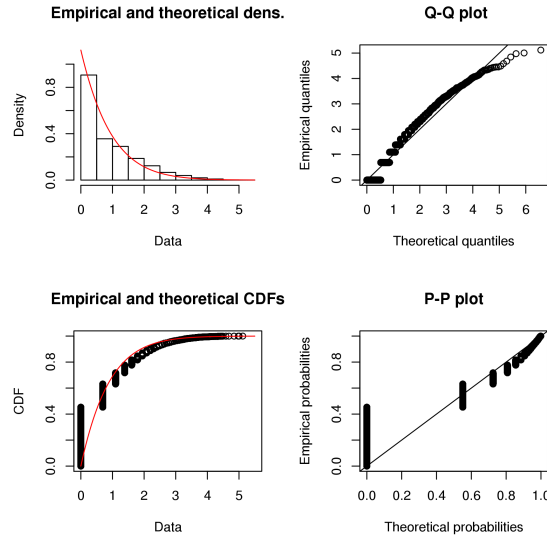 Empirical and theoretical dens.
Density
0.0 0.4 0.8
0 1 2 3 4 5
Data
Q-Q plot
Empirical quantiles
0 1 2 3 4 5
0 1 2 3 4 5 6
Theoretical quantiles
Empirical and theoretical CDFs
CDF
0.0 0.4 0.8
0 1 2 3 4 5
Data
P-P plot
Empirical probabilities
0.0 0.4 0.8
0.0 0.2 0.4 0.6 0.8 1.0
Theoretical probabilities